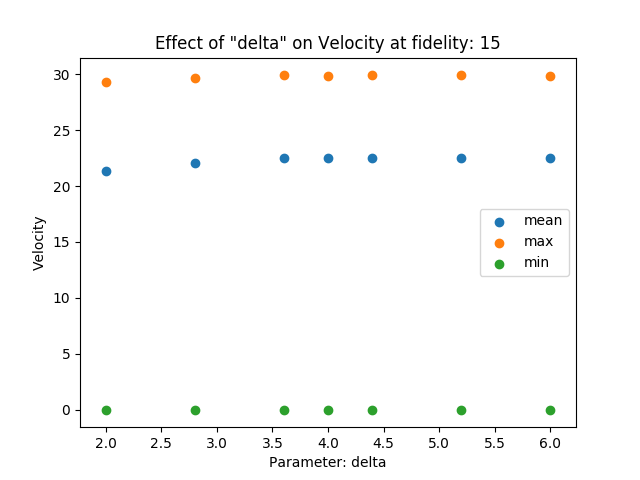 Effect of "delta" on Velocity at fidelity: 15
30
25
20
15
10
5
0
Velocity
mean
max
min
2.0 2.5 3.0 3.5 4.0 4.5 5.0 5.5 6.0
Parameter: delta